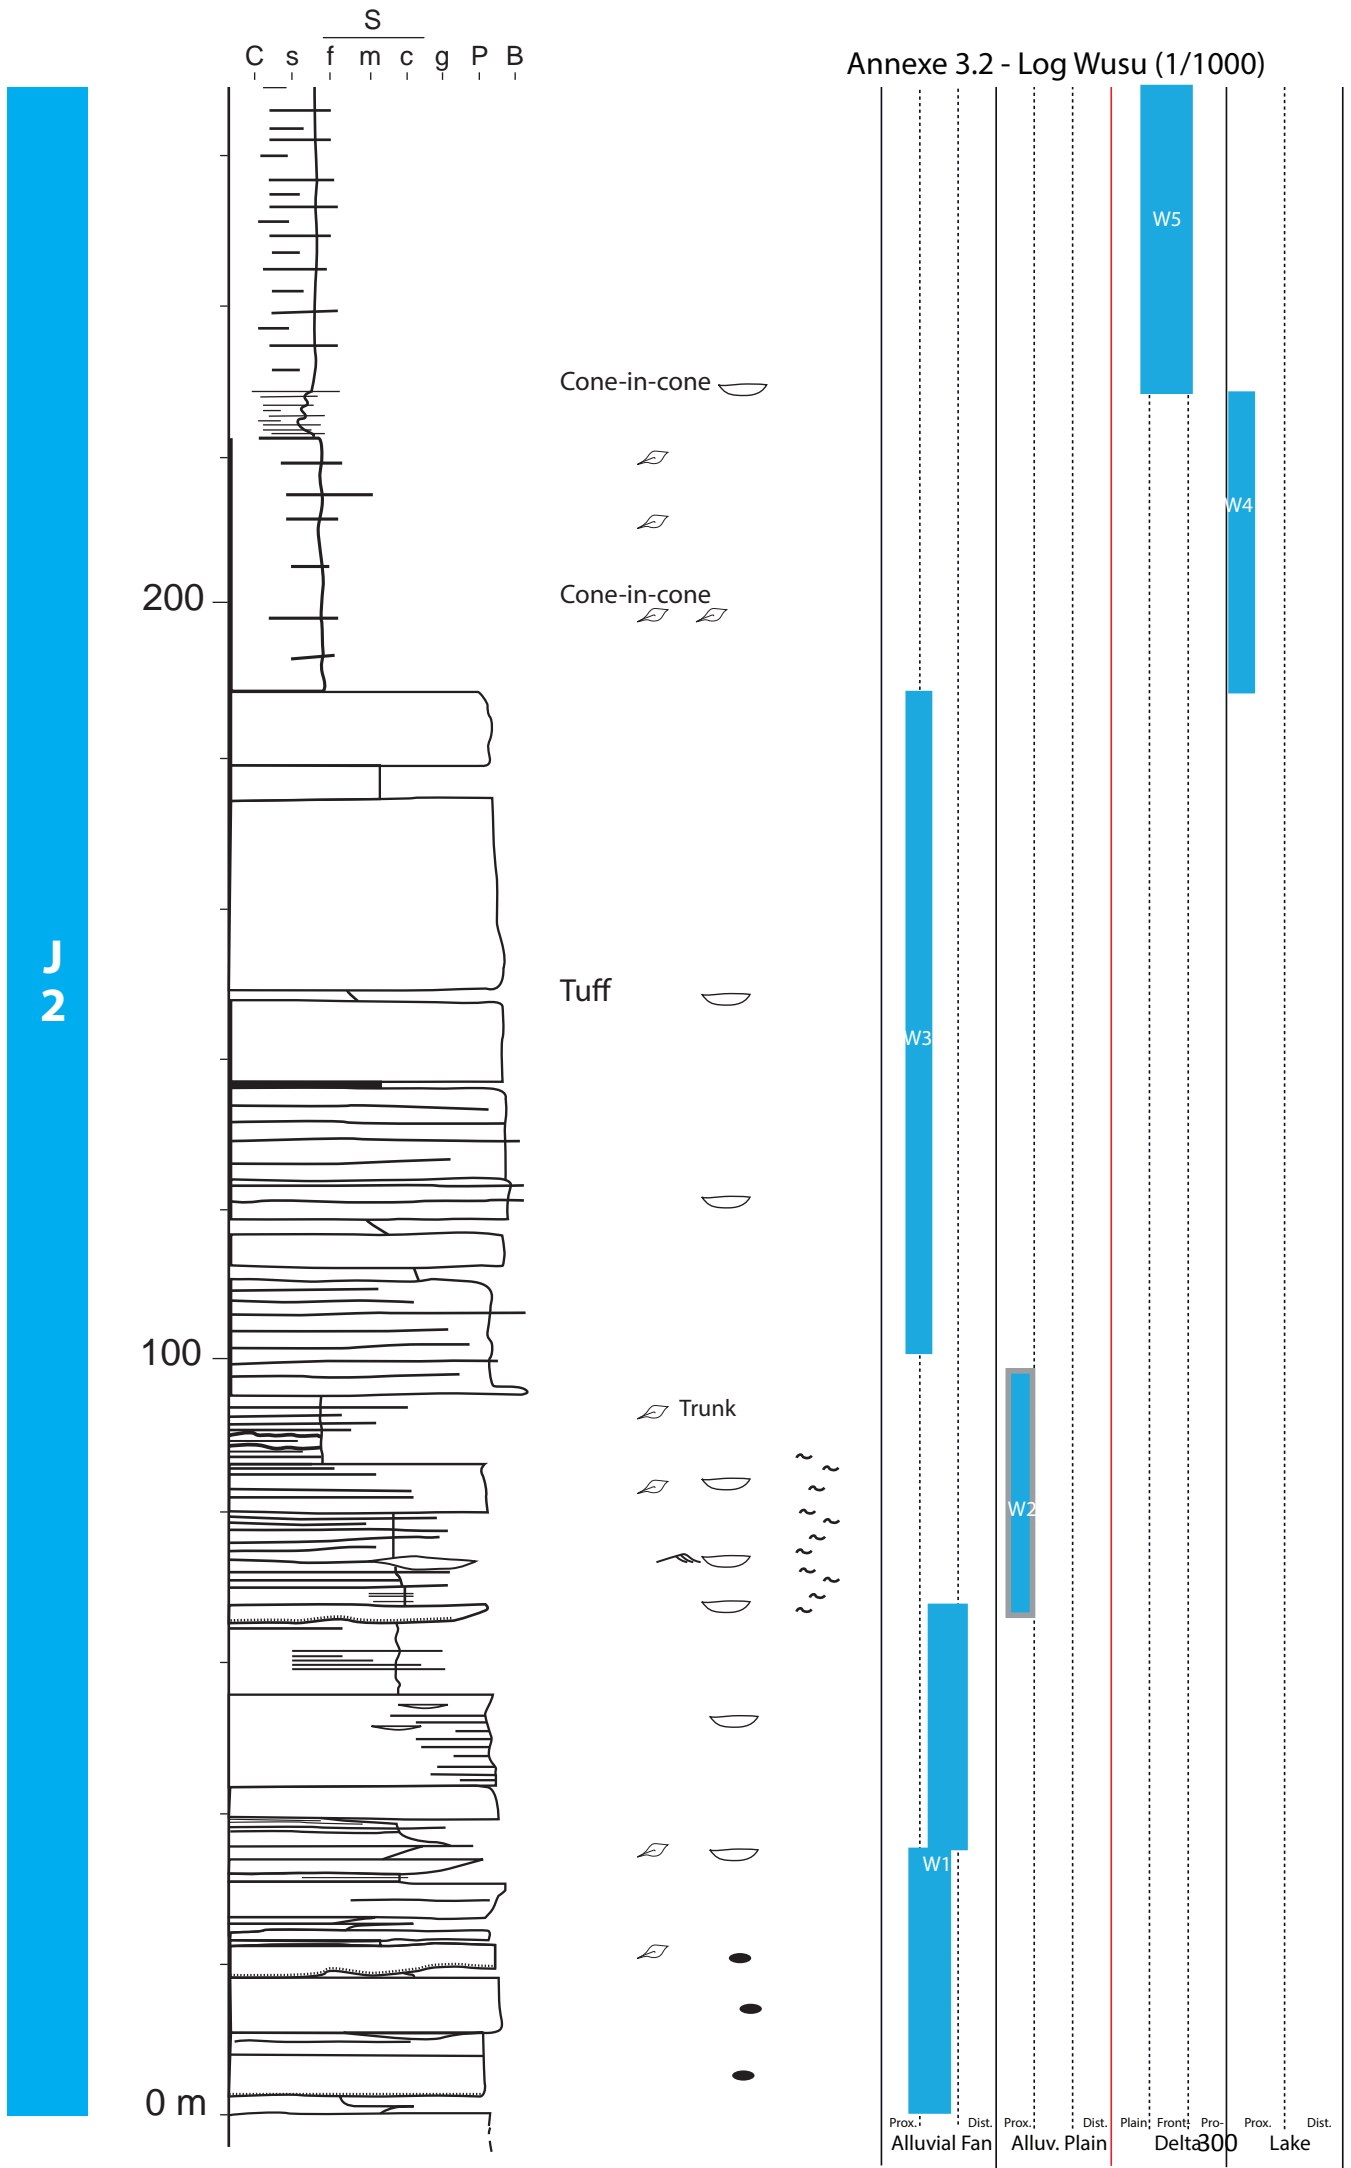 S
C s f m c g P B
Annexe 3.2 - Log Wusu (1/1000)
W5
Cone-in-cone
W4
200
Cone-in-cone
J
2
Tuff
W3
100
Trunk
W2
W1
0 m
Prox. Dist. Prox. Dist. Plain Front- Pro- Prox. Dist.
Alluvial Fan Alluv. Plain Delta 300 Lake